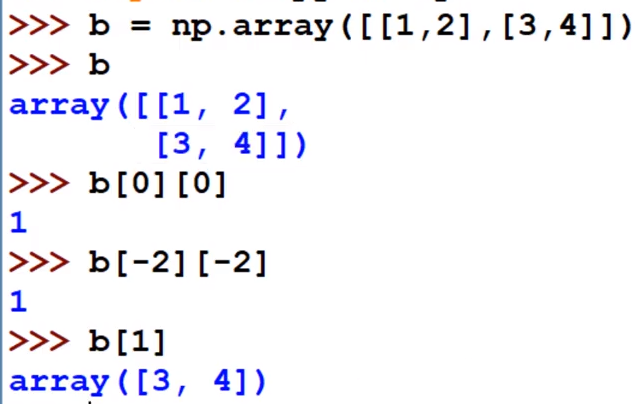 >>> b = np.array([[1,2],[3,4]])
>>> b
array([[1, 2],
       [3, 4]])
>>> b[0][0]
1
>>> b[-2][-2]
1
>>> b[1]
array([3, 4])